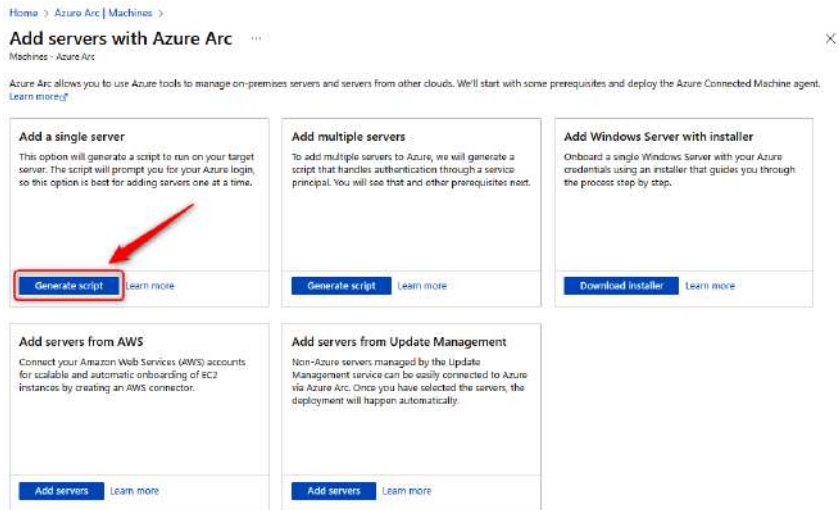 Home > Azure Arc | Machines >
Add servers with Azure Arc ...
Machines - Azure Arc
Azure Arc allows you to use Azure tools to manage on-premises servers and servers from other clouds. We'll start with some prerequisites and deploy the Azure Connected Machine agent.
Learn more
Add a single server
This option will generate a script to run on your target
server. The script will prompt you for your Azure login,
so this option is best for adding servers one at a time.
Generate script Learn more
Add multiple servers
To add multiple servers to Azure, we will generate a
script that handles authentication through a service
principal. You will see that and other prerequisites next.
Generate script Learn more
Add Windows Server with installer
Onboard a single Windows Server with your Azure
credentials using an installer that guides you through
the process step by step.
Download installer Learn more
Add servers from AWS
Connect your Amazon Web Services (AWS) accounts
for scalable and automatic onboarding of EC2
instances by creating an AWS connector.
Add servers Learn more
Add servers from Update Management
Non-Azure servers managed by the Update
Management service can be easily connected to Azure
via Azure Arc. Once you have selected the servers, the
deployment will happen automatically.
Add servers Learn more